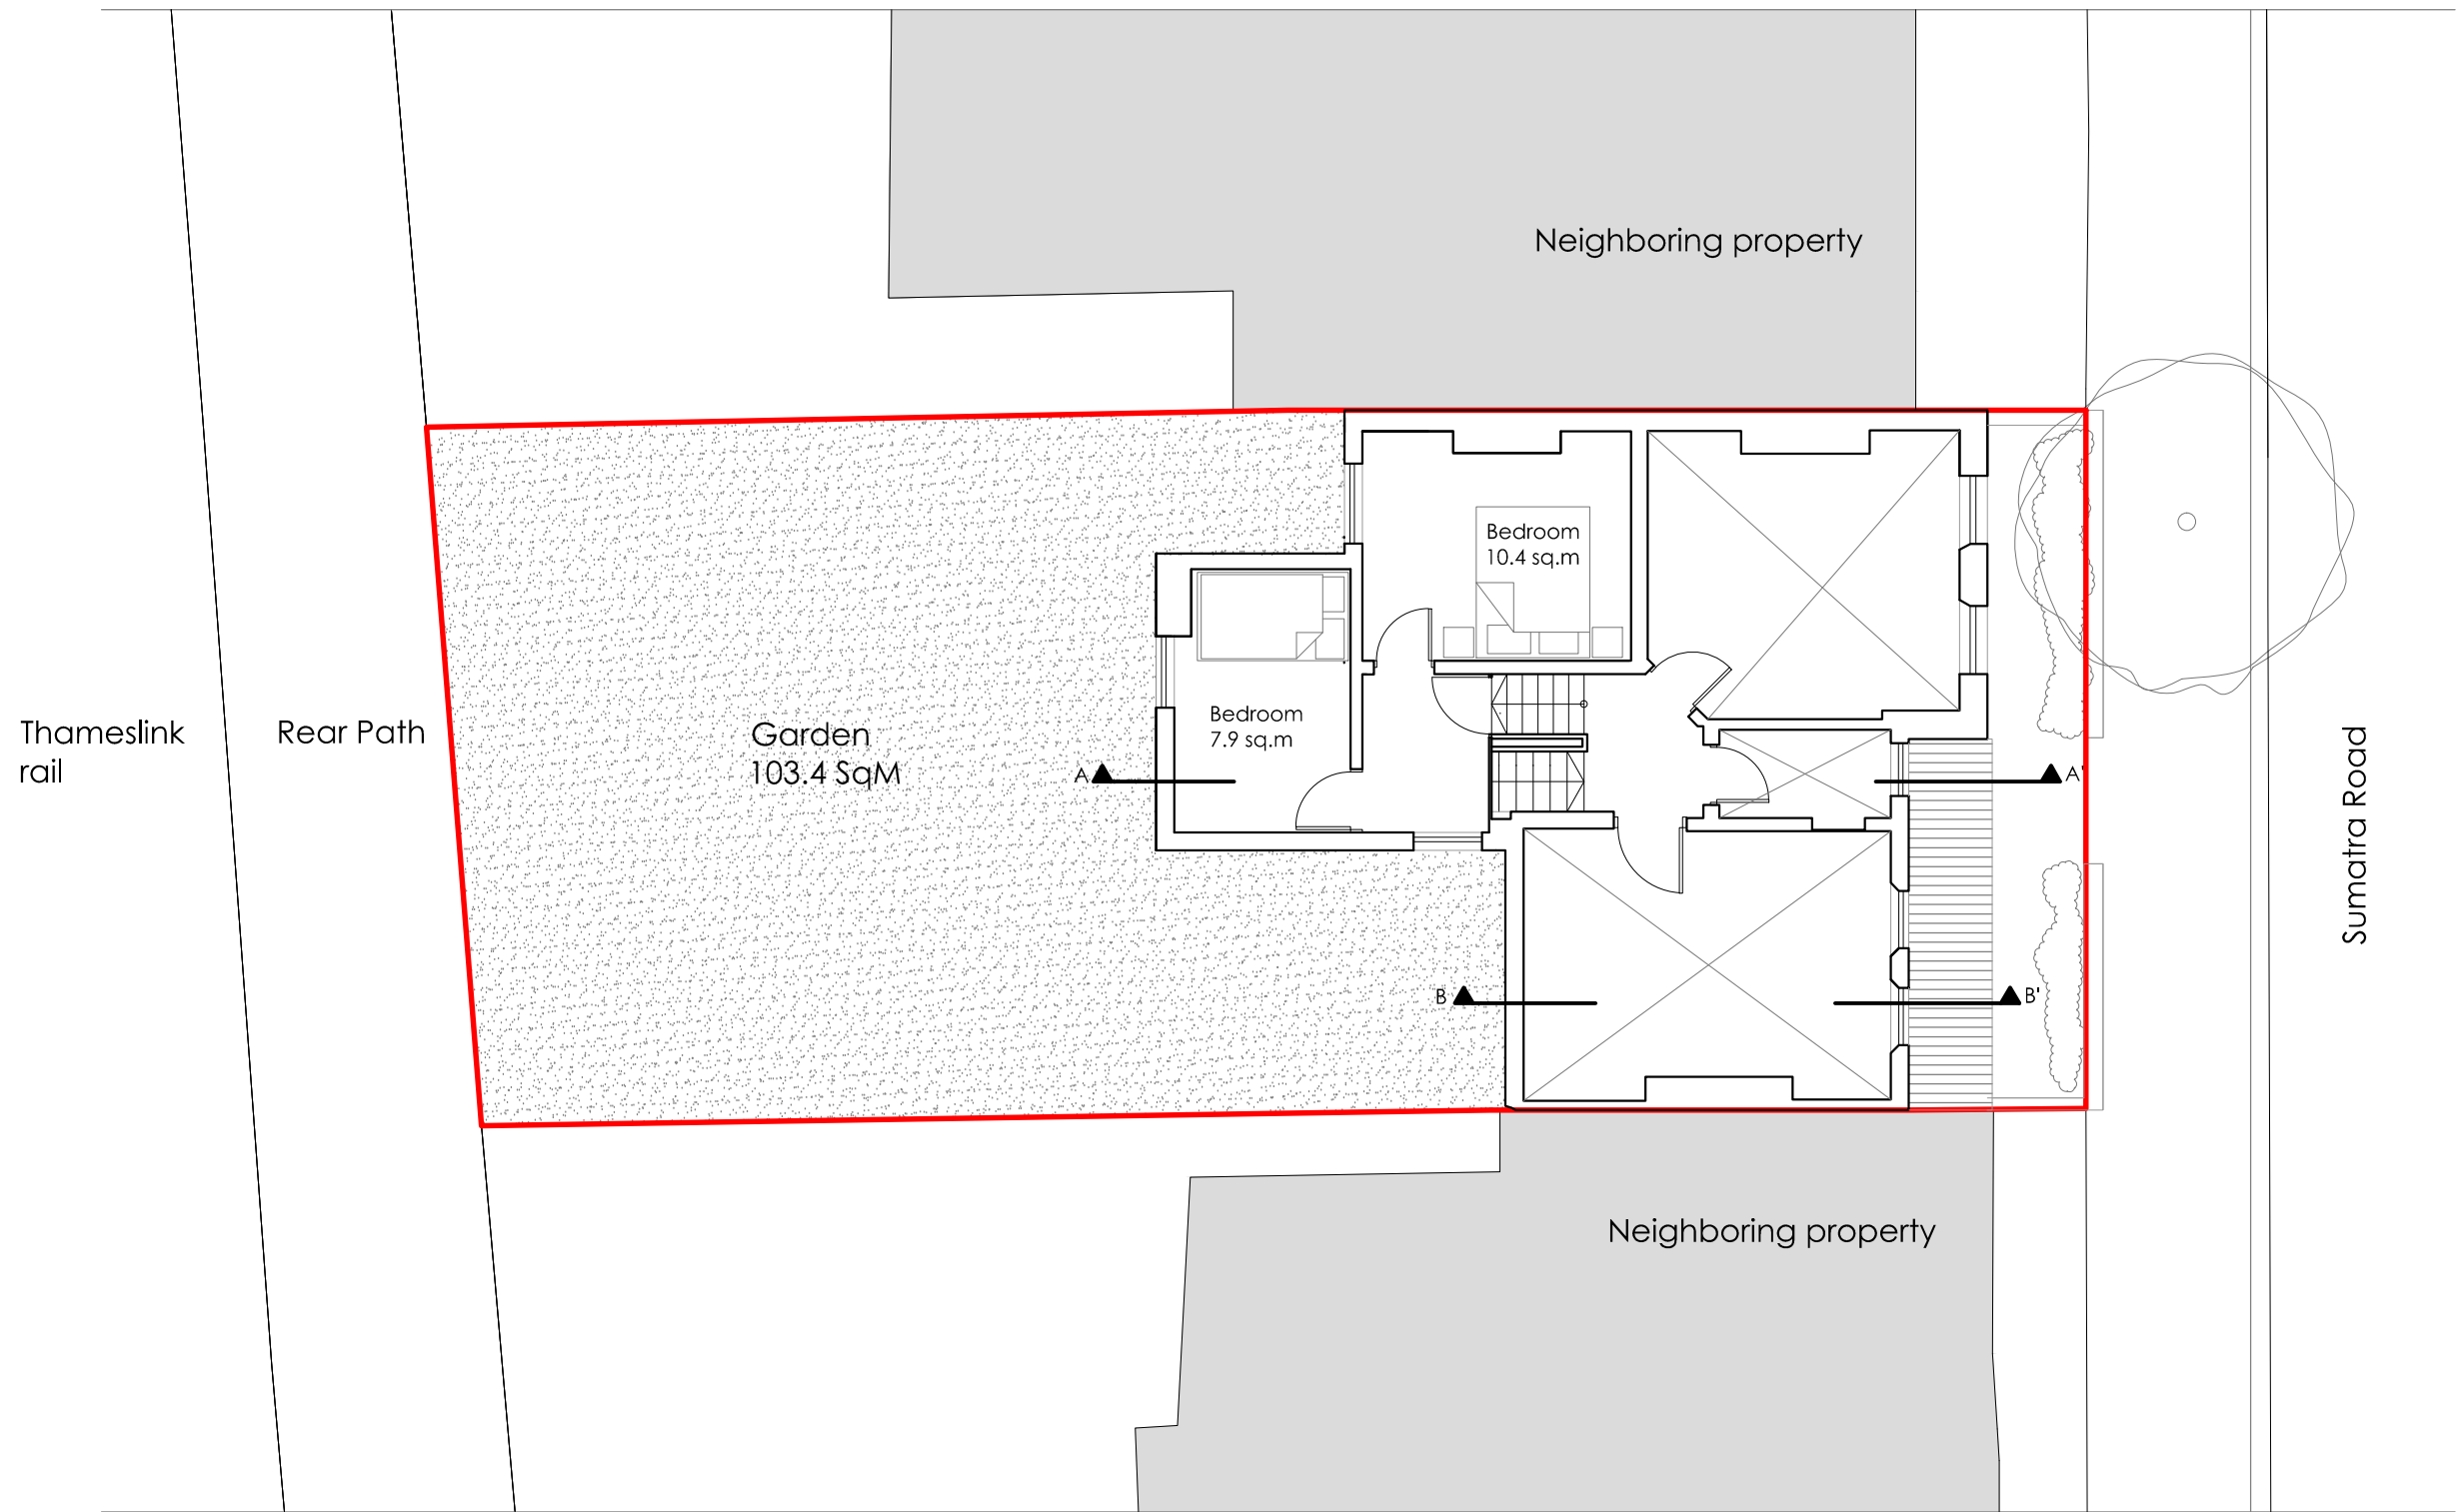 Neighboring property
Bedroom
10.4 sq.m
Bedroom
7.9 sq.m
Thameslink
rail
Rear Path
Garden
103.4 SqM
A
A'
Sumatra Road
B
B'
Neighboring property